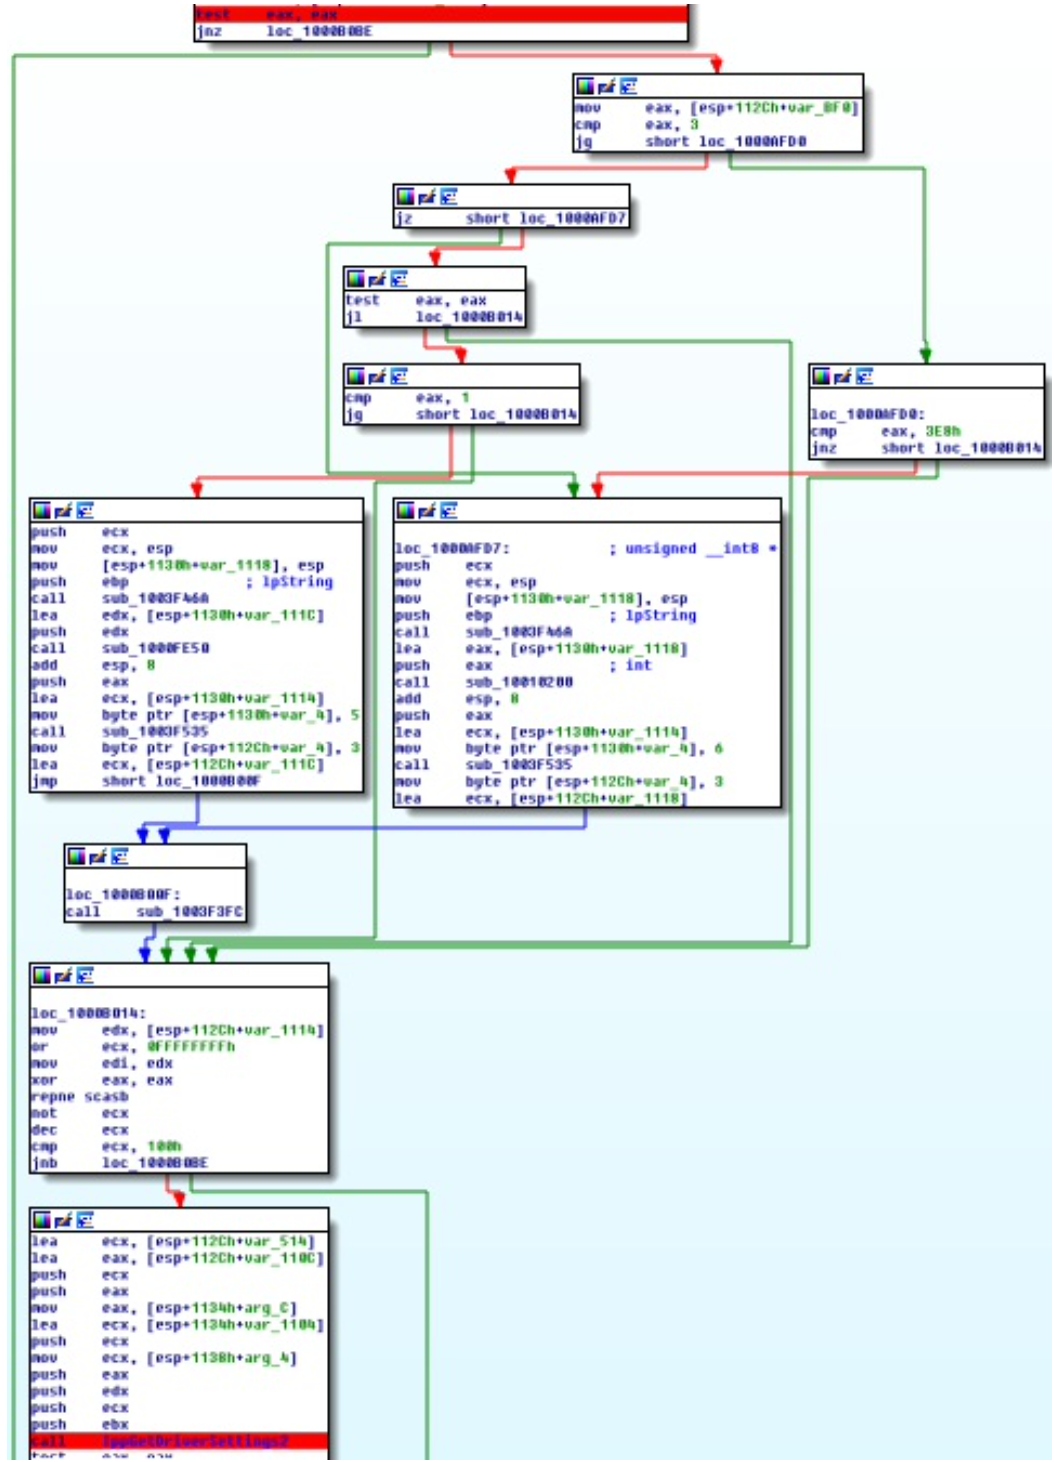 test eax, eax
jnz loc_1000B0BE
mov eax, [esp+112Ch+var_BF0]
cmp eax, 3
jg short loc_1000AFD0
jz short loc_1000AFD7
test eax, eax
jl loc_1000B014
cmp eax, 1
jg short loc_1000B014
loc_1000AFD0:
cmp eax, 3E8h
jnz short loc_1000B014
push ecx
mov ecx, esp
mov [esp+1130h+var_1118], esp
push ebp ; lpString
call sub_1003F46A
lea edx, [esp+1130h+var_111C]
push edx
call sub_1000FE50
add esp, 8
push eax
lea ecx, [esp+1130h+var_1114]
mov byte ptr [esp+1130h+var_4], 5
call sub_1003F535
mov byte ptr [esp+112Ch+var_4], 3
lea ecx, [esp+112Ch+var_111C]
jmp short loc_1000B00F
loc_1000AFD7: ; unsigned __int8 *
push ecx
mov ecx, esp
mov [esp+1130h+var_1118], esp
push ebp ; lpString
call sub_1003F46A
lea eax, [esp+1130h+var_1118]
push eax ; int
call sub_10010200
add esp, 8
push eax
lea ecx, [esp+1130h+var_1114]
mov byte ptr [esp+1130h+var_4], 6
call sub_1003F535
mov byte ptr [esp+112Ch+var_4], 3
lea ecx, [esp+112Ch+var_1118]
loc_1000B00F:
call sub_1003F3FC
loc_1000B014:
mov edx, [esp+112Ch+var_1114]
or ecx, 0FFFFFFFFh
mov edi, edx
xor eax, eax
repne scasb
not ecx
dec ecx
cmp ecx, 100h
jnb loc_1000B0BE
lea ecx, [esp+112Ch+var_514]
lea eax, [esp+112Ch+var_110C]
push ecx
push eax
mov eax, [esp+1134h+arg_C]
lea ecx, [esp+1134h+var_1104]
push ecx
mov ecx, [esp+1138h+arg_4]
push eax
push edx
push ecx
push ebx
call IppGetDriverSettings2
test eax, eax